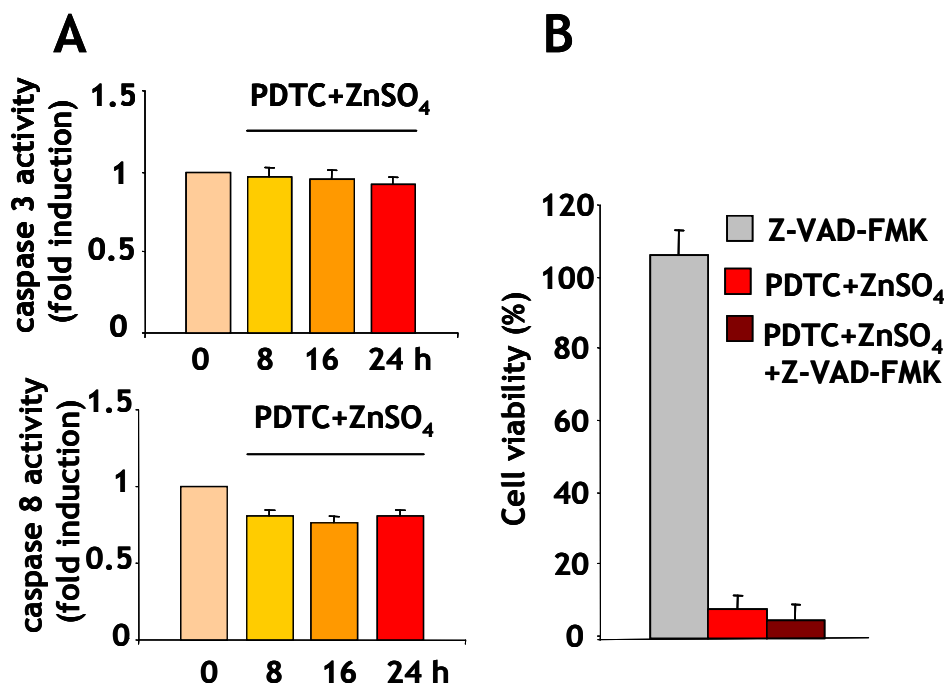 A
caspase 3 activity
(fold induction)
1.5
1
0.5
0
PDTC+ZnSO₄
0 8 16 24 h
caspase 8 activity
(fold induction)
1.5
1
0.5
0
PDTC+ZnSO₄
0 8 16 24 h
B
Cell viability (%)
120
100
80
60
40
20
0
Z-VAD-FMK
PDTC+ZnSO₄
PDTC+ZnSO₄
+Z-VAD-FMK